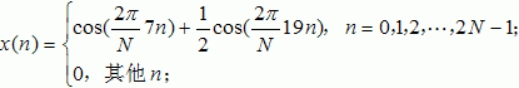 x(n) = { cos(2π/N 7n) + 1/2 cos(2π/N 19n), n = 0,1,2,⋯,2N−1;
0, 其他 n;